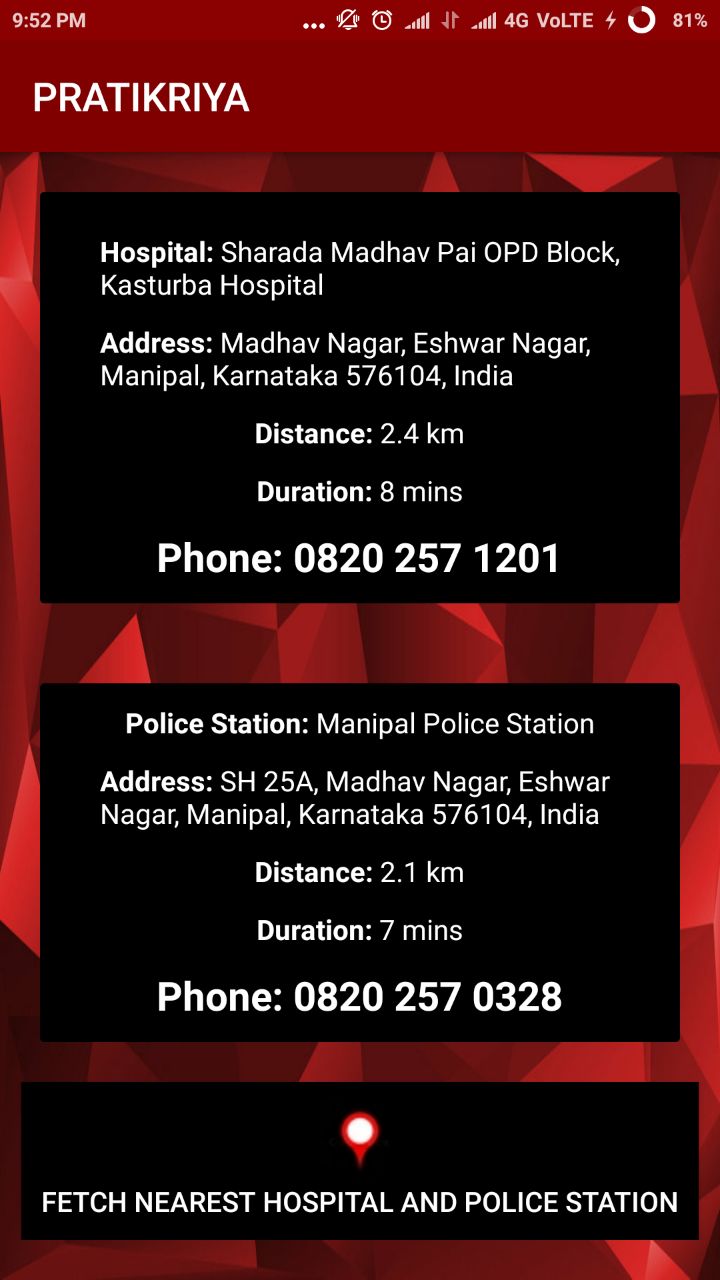 9:52 PM ... 4G VoLTE 81%
PRATIKRIYA
Hospital: Sharada Madhav Pai OPD Block,
Kasturba Hospital
Address: Madhav Nagar, Eshwar Nagar,
Manipal, Karnataka 576104, India
Distance: 2.4 km
Duration: 8 mins
Phone: 0820 257 1201
Police Station: Manipal Police Station
Address: SH 25A, Madhav Nagar, Eshwar
Nagar, Manipal, Karnataka 576104, India
Distance: 2.1 km
Duration: 7 mins
Phone: 0820 257 0328
FETCH NEAREST HOSPITAL AND POLICE STATION